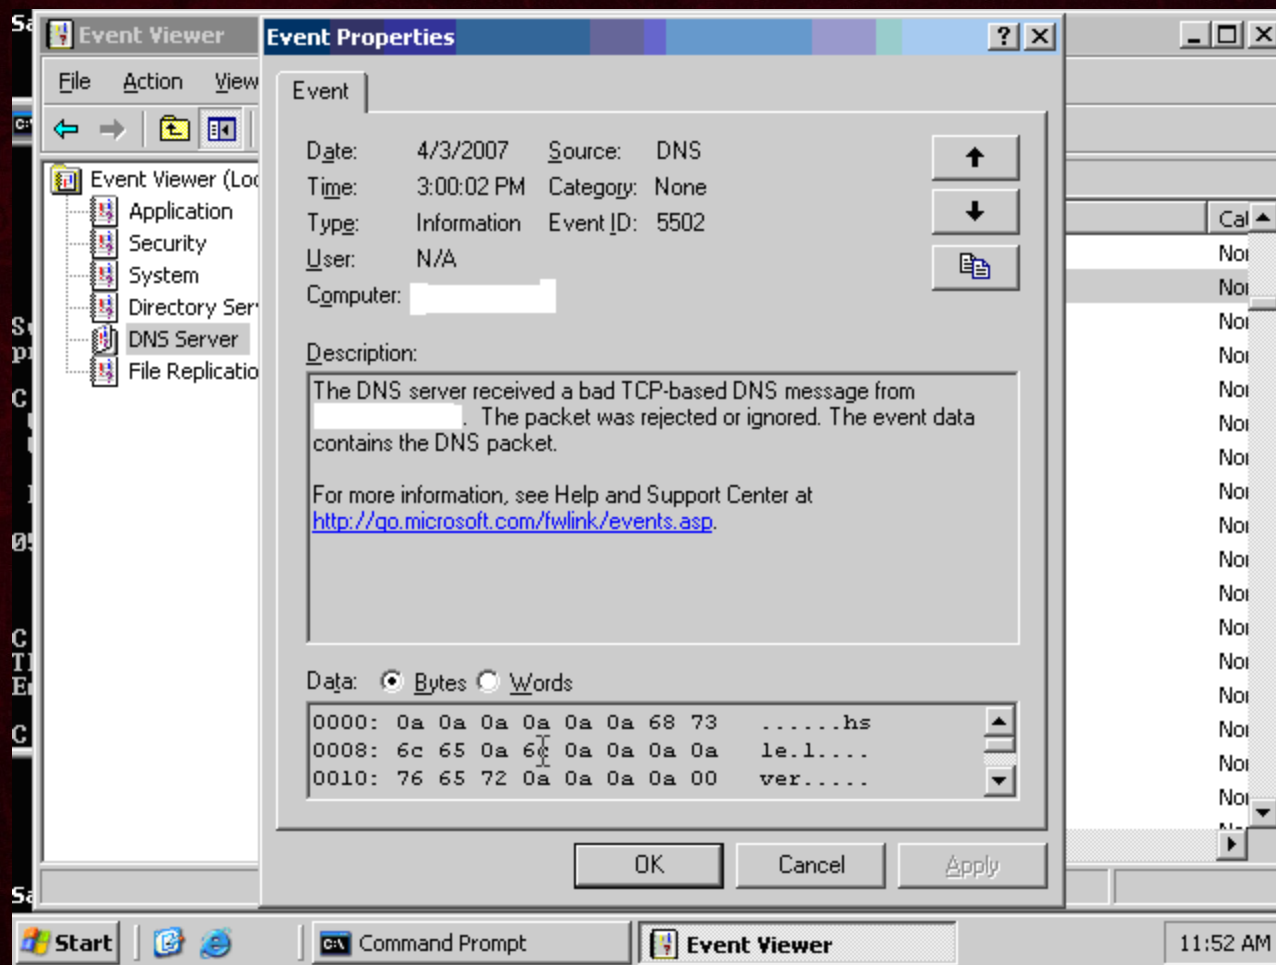 Event Viewer
Event Properties
File Action View
Event
Date: 4/3/2007 Source: DNS
Time: 3:00:02 PM Category: None
Type: Information Event ID: 5502
User: N/A
Computer:
Description:
The DNS server received a bad TCP-based DNS message from
. The packet was rejected or ignored. The event data
contains the DNS packet.
For more information, see Help and Support Center at
http://go.microsoft.com/fwlink/events.asp.
Data: Bytes Words
0000: 0a 0a 0a 0a 0a 0a 68 73 ......hs
0008: 6c 65 0a 6c 0a 0a 0a 0a le.l....
0010: 76 65 72 0a 0a 0a 0a 00 ver.....
OK Cancel Apply
Event Viewer (Loc
Application
Security
System
Directory Ser
DNS Server
File Replicatio
Start Command Prompt Event Viewer 11:52 AM